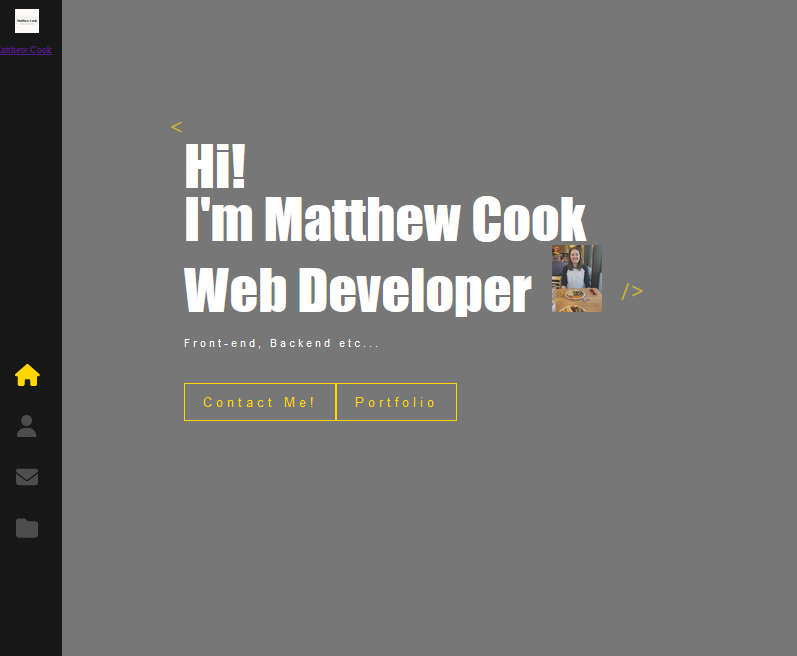 Matthew Cook
atthew Cook
<
Hi!
I'm Matthew Cook
Web Developer />
Front-end, Backend etc...
Contact Me! Portfolio